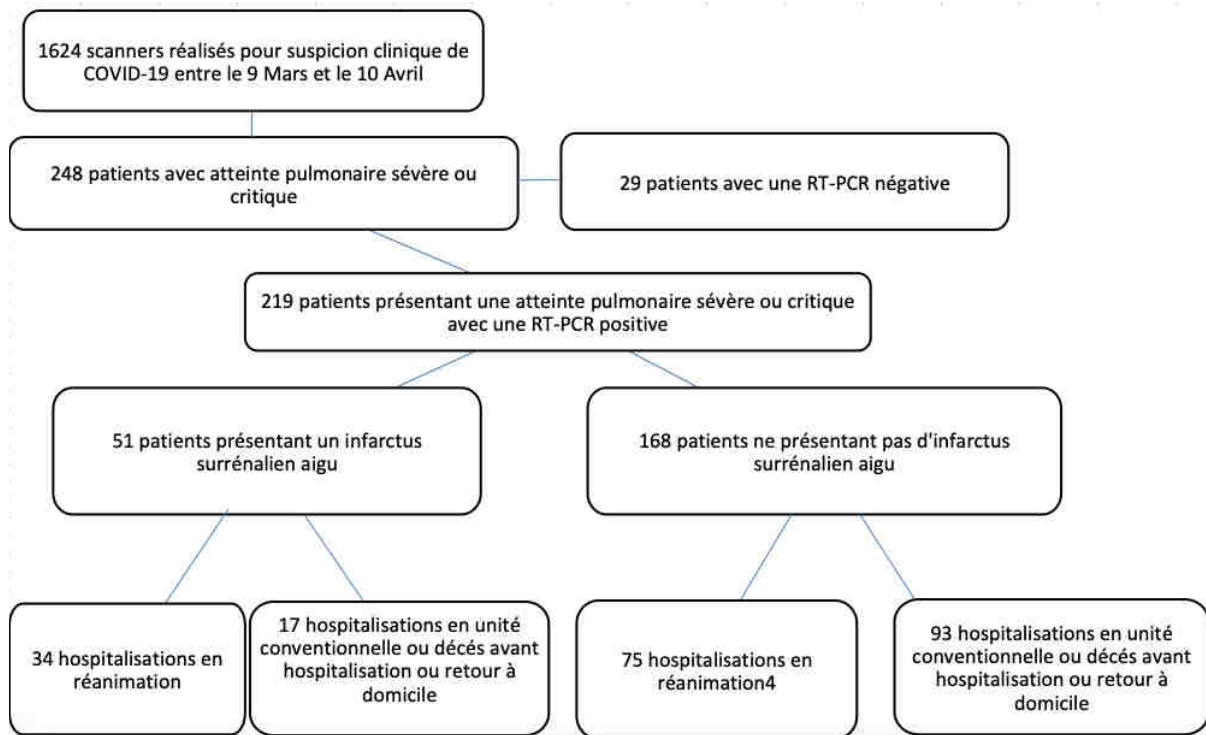 1624 scanners réalisés pour suspicion clinique de
COVID-19 entre le 9 Mars et le 10 Avril
248 patients avec atteinte pulmonaire sévère ou
critique
29 patients avec une RT-PCR négative
219 patients présentant une atteinte pulmonaire sévère ou critique
avec une RT-PCR positive
51 patients présentant un infarctus
surrénalien aigu
168 patients ne présentant pas d'infarctus
surrénalien aigu
34 hospitalisations en
réanimation
17 hospitalisations en unité
conventionnelle ou décés avant
hospitalisation ou retour à
domicile
75 hospitalisations en
réanimation4
93 hospitalisations en unité
conventionnelle ou décés avant
hospitalisation ou retour à
domicile